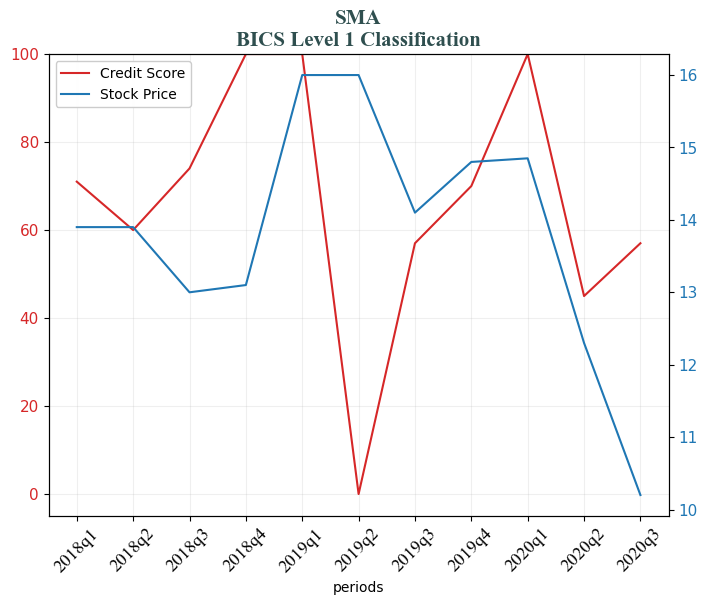 SMA
BICS Level 1 Classification
Credit Score
Stock Price
100
80
60
40
20
0
16
15
14
13
12
11
10
2018q1
2018q2
2018q3
2018q4
2019q1
2019q2
2019q3
2019q4
2020q1
2020q2
2020q3
periods